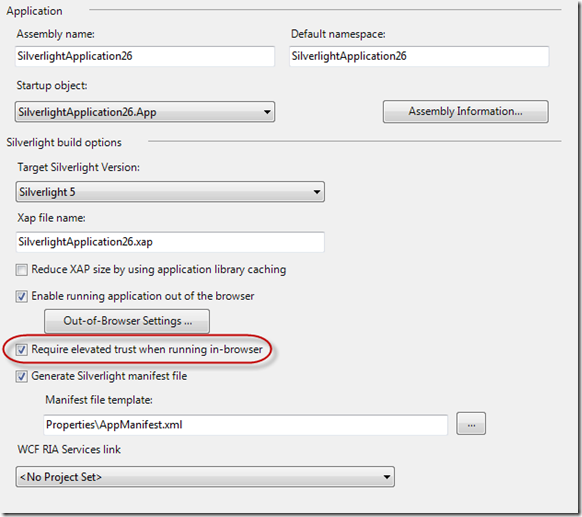 Application
Assembly name: Default namespace:
SilverlightApplication26 SilverlightApplication26
Startup object:
SilverlightApplication26.App Assembly Information...
Silverlight build options
Target Silverlight Version:
Silverlight 5
Xap file name:
SilverlightApplication26.xap
Reduce XAP size by using application library caching
Enable running application out of the browser
Out-of-Browser Settings ...
Require elevated trust when running in-browser
Generate Silverlight manifest file
Manifest file template:
Properties\AppManifest.xml ...
WCF RIA Services link
<No Project Set>